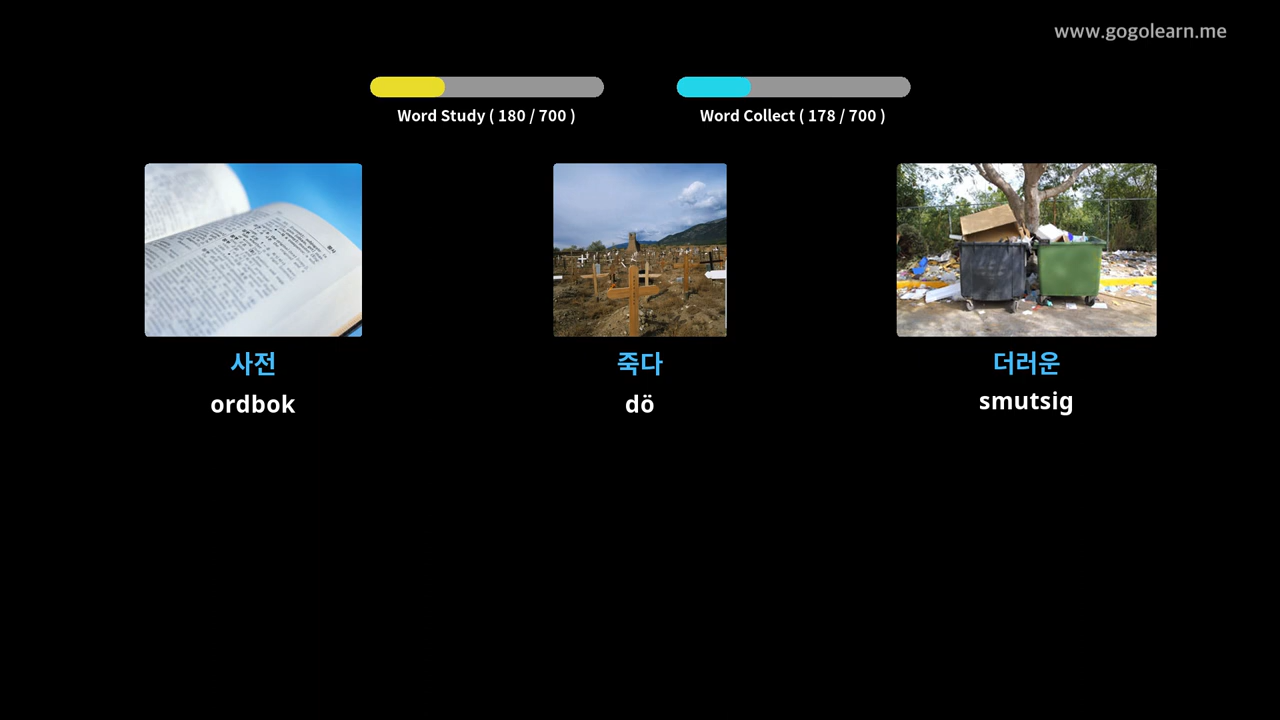 www.gogolearn.me
Word Study ( 180 / 700 )
Word Collect ( 178 / 700 )
사전
죽다
더러운
ordbok
dö
smutsig